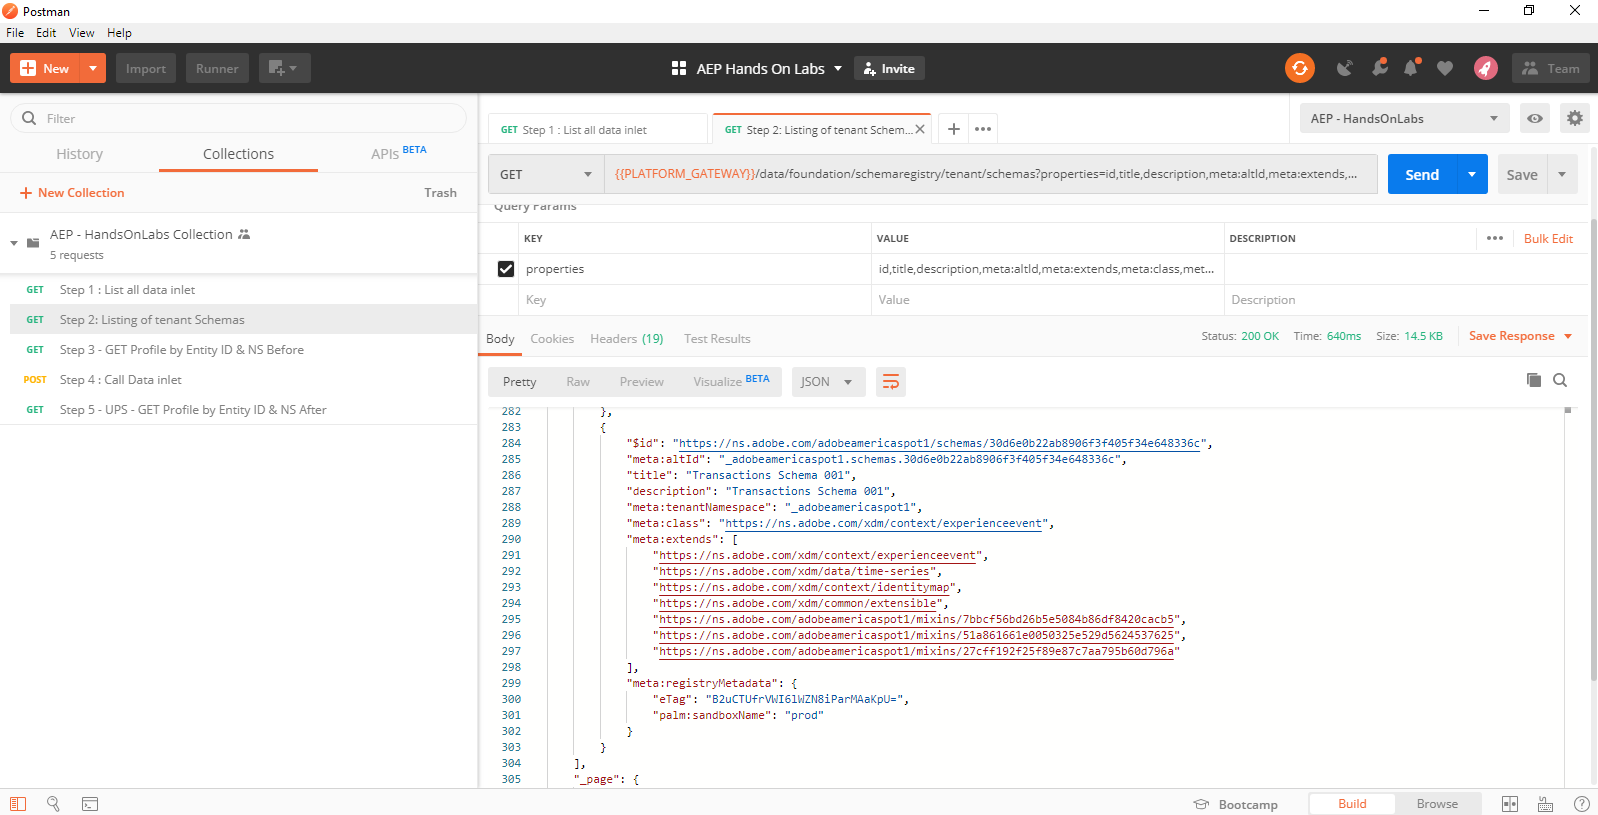 Postman
File Edit View Help
New Import Runner AEP Hands On Labs Invite Team
Filter
History Collections APIs BETA
New Collection Trash
AEP - HandsOnLabs Collection
5 requests
GET Step 1 : List all data inlet
GET Step 2: Listing of tenant Schemas
GET Step 3 - GET Profile by Entity ID & NS Before
POST Step 4 : Call Data inlet
GET Step 5 - UPS - GET Profile by Entity ID & NS After
GET Step 1 : List all data inlet GET Step 2: Listing of tenant Schem... AEP - HandsOnLabs
GET {{PLATFORM_GATEWAY}}/data/foundation/schemaregistry/tenant/schemas?properties=id,title,description,meta:altId,meta:extends,... Send Save
Query Params
KEY VALUE DESCRIPTION Bulk Edit
properties id,title,description,meta:altId,meta:extends,meta:class,met...
Key Value Description
Body Cookies Headers (19) Test Results Status: 200 OK Time: 640ms Size: 14.5 KB Save Response
Pretty Raw Preview Visualize BETA JSON
282 },
283 {
284 "$id": "https://ns.adobe.com/adobeamericaspot1/schemas/30d6e0b22ab8906f3f405f34e648336c",
285 "meta:altId": "_adobeamericaspot1.schemas.30d6e0b22ab8906f3f405f34e648336c",
286 "title": "Transactions Schema 001",
287 "description": "Transactions Schema 001",
288 "meta:tenantNamespace": "_adobeamericaspot1",
289 "meta:class": "https://ns.adobe.com/xdm/context/experienceevent",
290 "meta:extends": [
291 "https://ns.adobe.com/xdm/context/experienceevent",
292 "https://ns.adobe.com/xdm/data/time-series",
293 "https://ns.adobe.com/xdm/context/identitymap",
294 "https://ns.adobe.com/xdm/common/extensible",
295 "https://ns.adobe.com/adobeamericaspot1/mixins/7bbcf56bd26b5e5084b86df8420cacb5",
296 "https://ns.adobe.com/adobeamericaspot1/mixins/51a861661e0050325e529d5624537625",
297 "https://ns.adobe.com/adobeamericaspot1/mixins/27cff192f25f89e87c7aa795b60d796a"
298 ],
299 "meta:registryMetadata": {
300 "eTag": "B2uCTUfrVWI6lWZN8iParMAaKpU=",
301 "palm:sandboxName": "prod"
302 }
303 }
304 ],
305 "_page": {
Bootcamp Build Browse